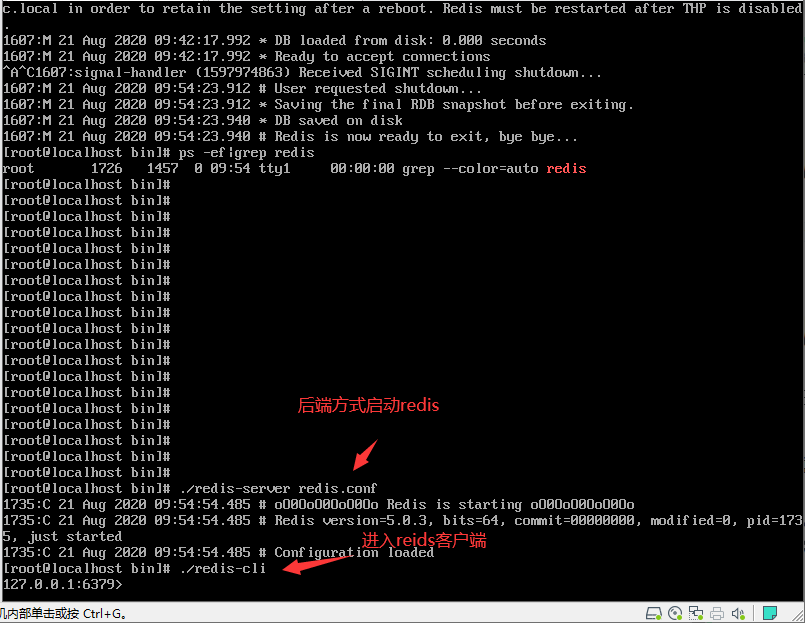 c.local in order to retain the setting after a reboot. Redis must be restarted after THP is disabled
.
1607:M 21 Aug 2020 09:42:17.992 * DB loaded from disk: 0.000 seconds
1607:M 21 Aug 2020 09:42:17.992 * Ready to accept connections
^A^C1607:signal-handler (1597974863) Received SIGINT scheduling shutdown...
1607:M 21 Aug 2020 09:54:23.912 # User requested shutdown...
1607:M 21 Aug 2020 09:54:23.912 * Saving the final RDB snapshot before exiting.
1607:M 21 Aug 2020 09:54:23.940 * DB saved on disk
1607:M 21 Aug 2020 09:54:23.940 # Redis is now ready to exit, bye bye...
[root@localhost bin]# ps -ef|grep redis
root 1726 1457 0 09:54 tty1 00:00:00 grep --color=auto redis
[root@localhost bin]#
[root@localhost bin]#
[root@localhost bin]#
[root@localhost bin]#
[root@localhost bin]#
[root@localhost bin]#
[root@localhost bin]#
[root@localhost bin]#
[root@localhost bin]#
[root@localhost bin]#
[root@localhost bin]#
[root@localhost bin]#
[root@localhost bin]#
[root@localhost bin]#
后端方式启动redis
[root@localhost bin]#
[root@localhost bin]#
[root@localhost bin]#
[root@localhost bin]#
[root@localhost bin]#
[root@localhost bin]# ./redis-server redis.conf
1735:C 21 Aug 2020 09:54:54.485 # oO0OoO0OoO0Oo Redis is starting oO0OoO0OoO0Oo
1735:C 21 Aug 2020 09:54:54.485 # Redis version=5.0.3, bits=64, commit=00000000, modified=0, pid=173
5, just started
进入reids客户端
1735:C 21 Aug 2020 09:54:54.485 # Configuration loaded
[root@localhost bin]# ./redis-cli
127.0.0.1:6379>
机内部单击或按 Ctrl+G。